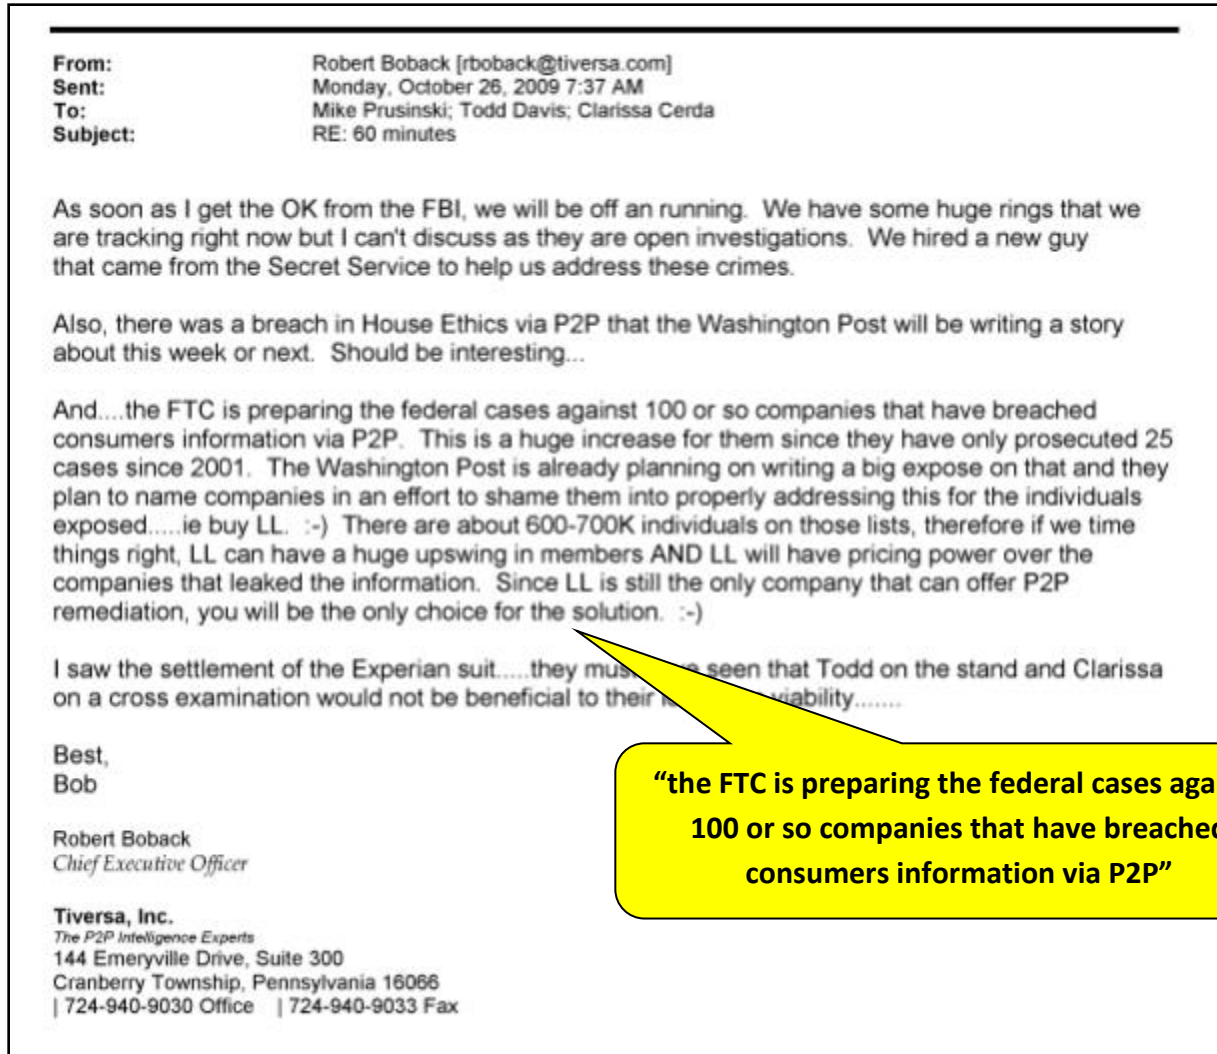 From: Robert Boback [rboback@tiversa.com]
Sent: Monday, October 26, 2009 7:37 AM
To: Mike Prusinski; Todd Davis; Clarissa Cerda
Subject: RE: 60 minutes
As soon as I get the OK from the FBI, we will be off an running. We have some huge rings that we
are tracking right now but I can't discuss as they are open investigations. We hired a new guy
that came from the Secret Service to help us address these crimes.
Also, there was a breach in House Ethics via P2P that the Washington Post will be writing a story
about this week or next. Should be interesting...
And....the FTC is preparing the federal cases against 100 or so companies that have breached
consumers information via P2P. This is a huge increase for them since they have only prosecuted 25
cases since 2001. The Washington Post is already planning on writing a big expose on that and they
plan to name companies in an effort to shame them into properly addressing this for the individuals
exposed.....ie buy LL. :-) There are about 600-700K individuals on those lists, therefore if we time
things right, LL can have a huge upswing in members AND LL will have pricing power over the
companies that leaked the information. Since LL is still the only company that can offer P2P
remediation, you will be the only choice for the solution. :-)
I saw the settlement of the Experian suit.....they seen that Todd on the stand and Clarissa
on a cross examination would not be beneficial to their viability.......
Best,
Bob
Robert Boback
Chief Executive Officer
Tiversa, Inc.
The P2P Intelligence Experts
144 Emeryville Drive, Suite 300
Cranberry Township, Pennsylvania 16066
| 724-940-9030 Office | 724-940-9033 Fax
“the FTC is preparing the federal cases
100 or so companies that have breached
consumers information via P2P”